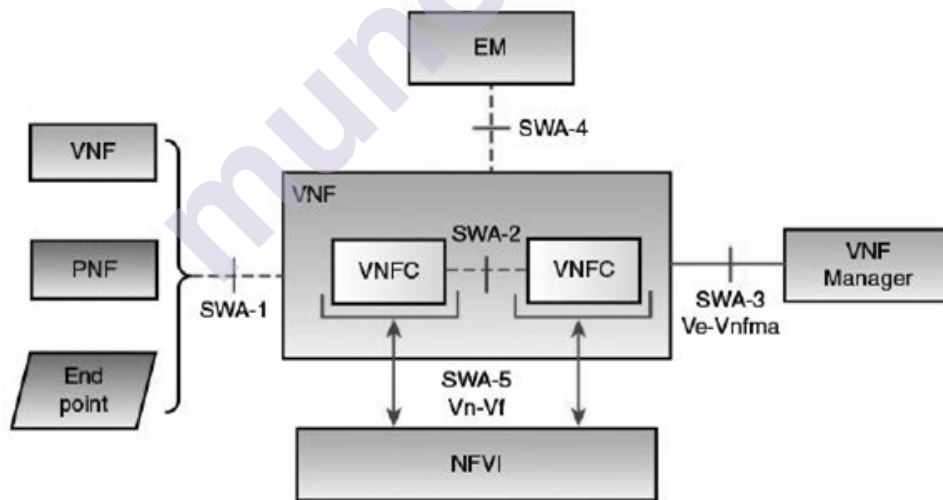 EM
SWA-4
VNF
VNF
SWA-2
VNFC
VNFC
PNF
SWA-1
VNF
Manager
SWA-3
Ve-Vnfma
End
point
SWA-5
Vn-Vf
NFVI